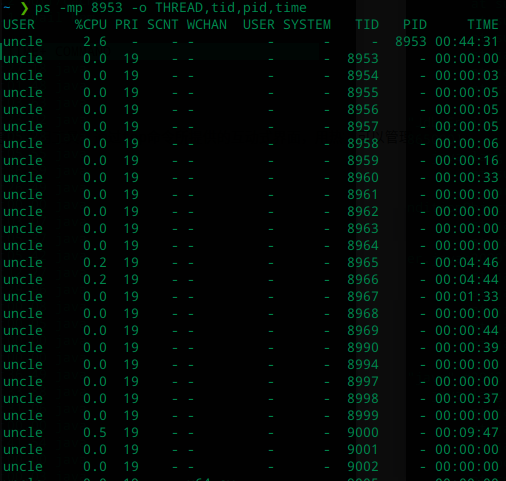 ~ ❯ ps -mp 8953 -o THREAD,tid,pid,time
USER %CPU PRI SCNT WCHAN USER SYSTEM TID PID TIME
uncle 2.6 - - - - - - 8953 00:44:31
uncle 0.0 19 - - - - 8953 - 00:00:00
uncle 0.0 19 - - - - 8954 - 00:00:03
uncle 0.0 19 - - - - 8955 - 00:00:05
uncle 0.0 19 - - - - 8956 - 00:00:05
uncle 0.0 19 - - - - 8957 - 00:00:05
uncle 0.0 19 - - - - 8958 - 00:00:06
uncle 0.0 19 - - - - 8959 - 00:00:16
uncle 0.0 19 - - - - 8960 - 00:00:33
uncle 0.0 19 - - - - 8961 - 00:00:00
uncle 0.0 19 - - - - 8962 - 00:00:00
uncle 0.0 19 - - - - 8963 - 00:00:00
uncle 0.0 19 - - - - 8964 - 00:00:00
uncle 0.2 19 - - - - 8965 - 00:04:46
uncle 0.2 19 - - - - 8966 - 00:04:44
uncle 0.0 19 - - - - 8967 - 00:01:33
uncle 0.0 19 - - - - 8968 - 00:00:00
uncle 0.0 19 - - - - 8969 - 00:00:44
uncle 0.0 19 - - - - 8990 - 00:00:39
uncle 0.0 19 - - - - 8994 - 00:00:00
uncle 0.0 19 - - - - 8997 - 00:00:00
uncle 0.0 19 - - - - 8998 - 00:00:37
uncle 0.0 19 - - - - 8999 - 00:00:00
uncle 0.5 19 - - - - 9000 - 00:09:47
uncle 0.0 19 - - - - 9001 - 00:00:00
uncle 0.0 19 - - - - 9002 - 00:00:00